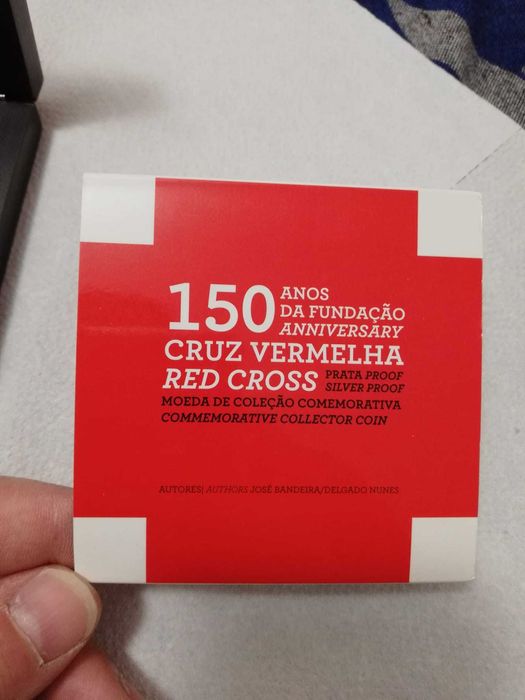 150 ANOS
DA FUNDAÇÃO
ANNIVERSARY
CRUZ VERMELHA
RED CROSS PRATA PROOF
SILVER PROOF
MOEDA DE COLEÇÃO COMEMORATIVA
COMMEMORATIVE COLLECTOR COIN
AUTORES| AUTHORS JOSÉ BANDEIRA/DELGADO NUNES